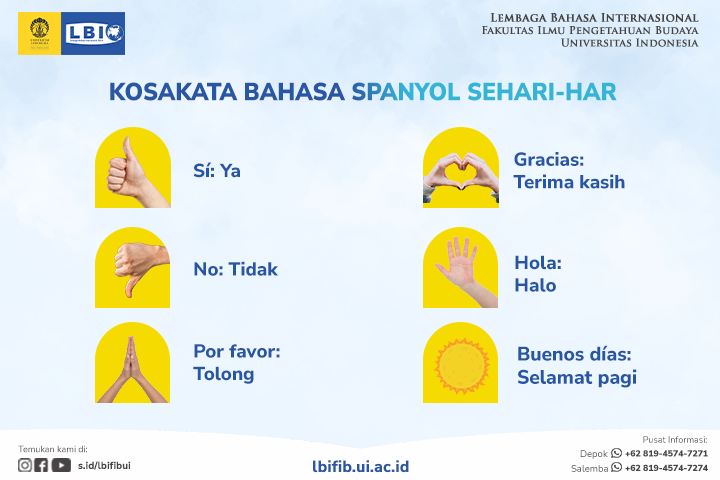 LBI
LEMBAGA BAHASA INTERNASIONAL
FAKULTAS ILMU PENGETAHUAN BUDAYA
UNIVERSITAS INDONESIA
KOSAKATA BAHASA SPANYOL SEHARI-HAR
Sí: Ya
Gracias:
Terima kasih
No: Tidak
Hola:
Halo
Por favor:
Tolong
Buenos días:
Selamat pagi
Temukan kami di:
s.id/lbifibui
lbifib.ui.ac.id
Pusat Informasi:
Depok +62 819-4574-7271
Salemba +62 819-4574-7274